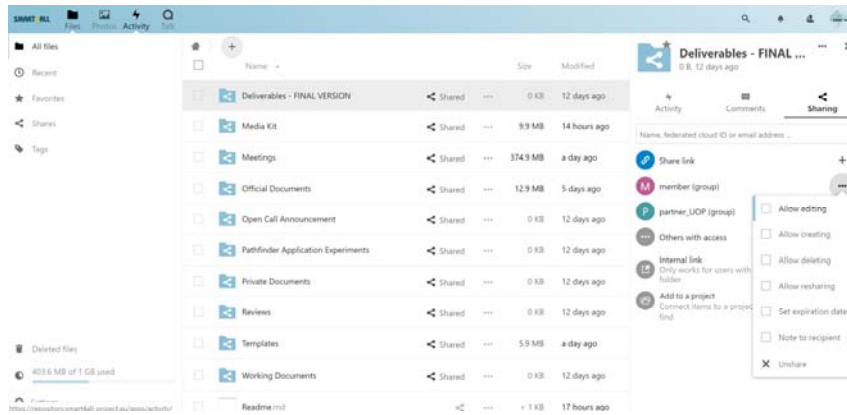 SMART4ALL
Files Photos Activity Talk
All files
Recent
Favorites
Shares
Tags
Deleted files
403.6 MB of 1 GB used
Settings
https://repository.smart4all-project.eu/apps/activity/
Name Size Modified
Deliverables - FINAL VERSION Shared 0 KB 12 days ago
Media Kit Shared 9.9 MB 14 hours ago
Meetings Shared 374.9 MB a day ago
Official Documents Shared 12.9 MB 5 days ago
Open Call Announcement Shared 0 KB 12 days ago
Pathfinder Application Experiments Shared 0 KB 12 days ago
Private Documents Shared 0 KB 12 days ago
Reviews Shared 0 KB 12 days ago
Templates Shared 5.9 MB a day ago
Working Documents Shared 0 KB 12 days ago
Readme.md < 1 KB 17 hours ago
Deliverables - FINAL ...
0 B, 12 days ago
Activity Comments Sharing
Name, federated cloud ID or email address ...
Share link
M member (group)
P partner_UOP (group)
Others with access
Internal link
Only works for users with
folder
Add to a project
Connect items to a project
find
Allow editing
Allow creating
Allow deleting
Allow resharing
Set expiration date
Note to recipient
Unshare